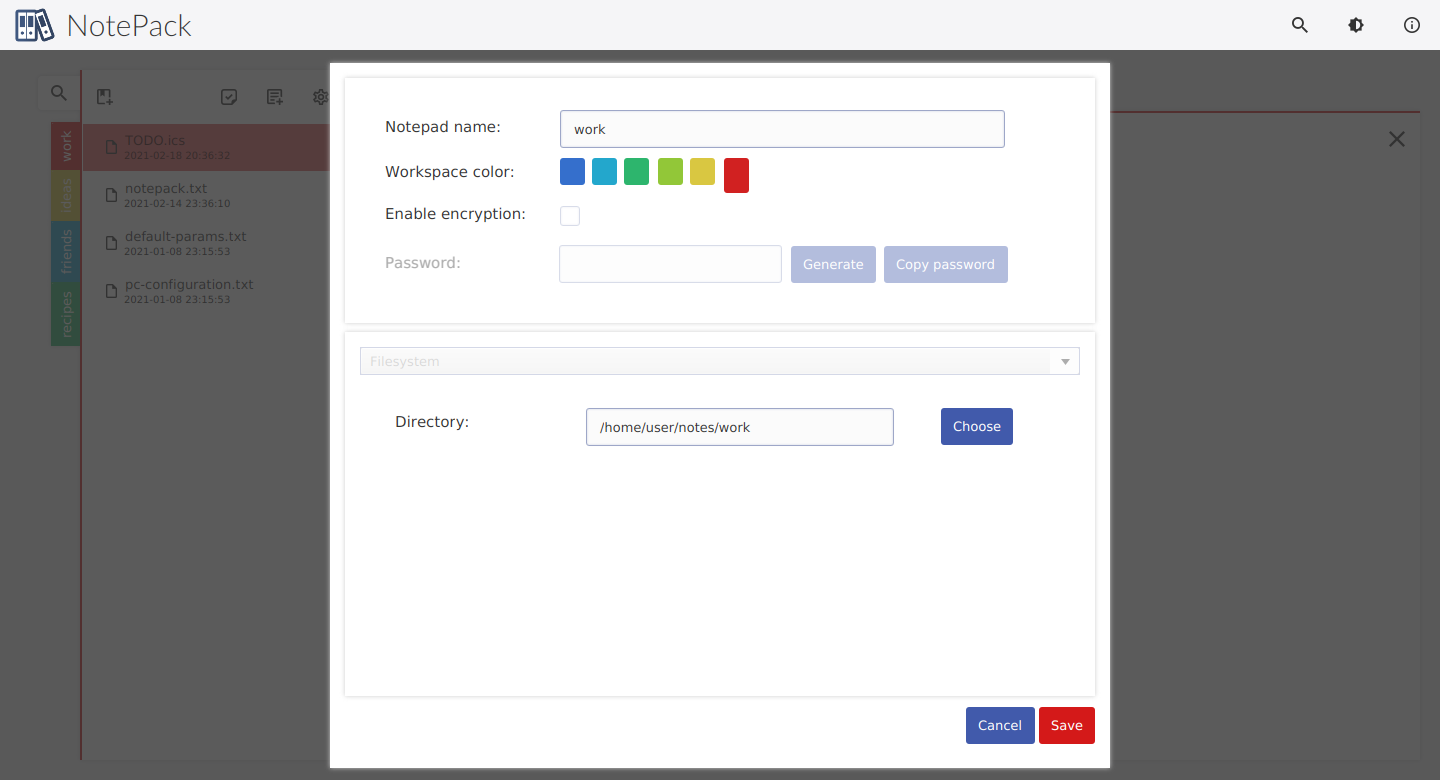 NotePack
work
ideas
friends
recipes
TODO.ics
2021-02-18 20:36:32
notepack.txt
2021-02-14 23:36:10
default-params.txt
2021-01-08 23:15:53
pc-configuration.txt
2021-01-08 23:15:53
Notepad name:
work
Workspace color:
Enable encryption:
Password:
Generate
Copy password
Filesystem
Directory:
/home/user/notes/work
Choose
Cancel
Save